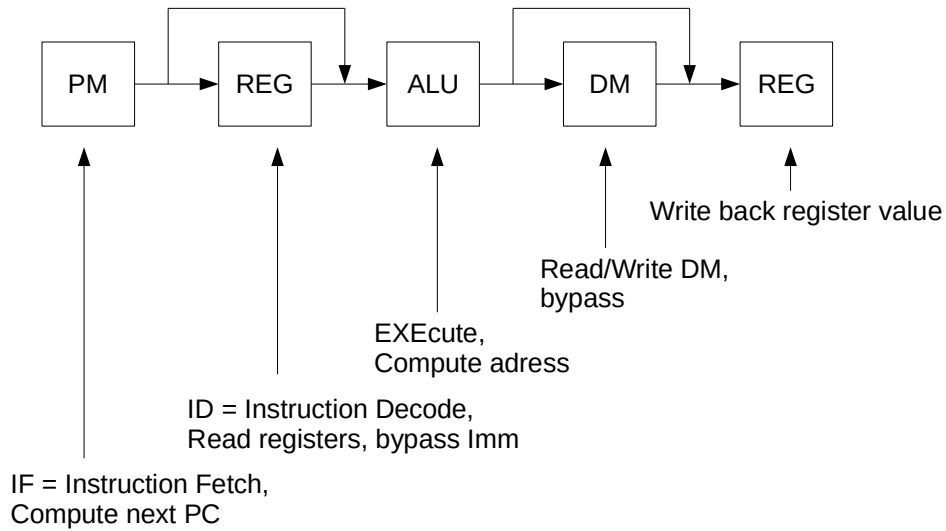 PM
REG
ALU
DM
REG
Write back register value
Read/Write DM,
bypass
EXEcute,
Compute adress
ID = Instruction Decode,
Read registers, bypass Imm
IF = Instruction Fetch,
Compute next PC